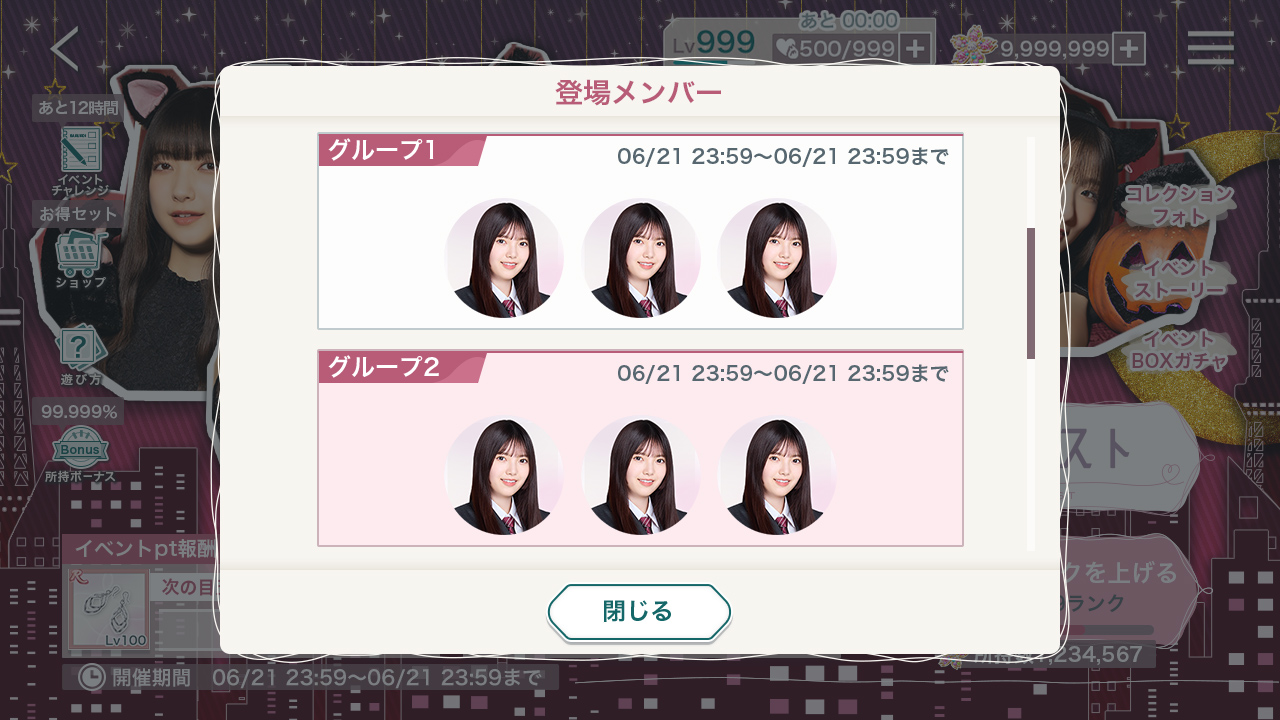 あと 00:00
Lv999
500/999
9,999,999
登場メンバー
あと12時間
イベント
チャレンジ
お得セット
ショップ
遊び方
99.999%
Bonus
所持ボーナス
グループ1
06/21 23:59〜06/21 23:59まで
グループ2
06/21 23:59〜06/21 23:59まで
コレクション
フォト
イベント
ストーリー
イベント
BOXガチャ
スト
クを上げる
ランク
イベントpt報酬
R
次の目
Lv100
閉じる
,234,567
開催期間 06/21 23:59〜06/21 23:59まで